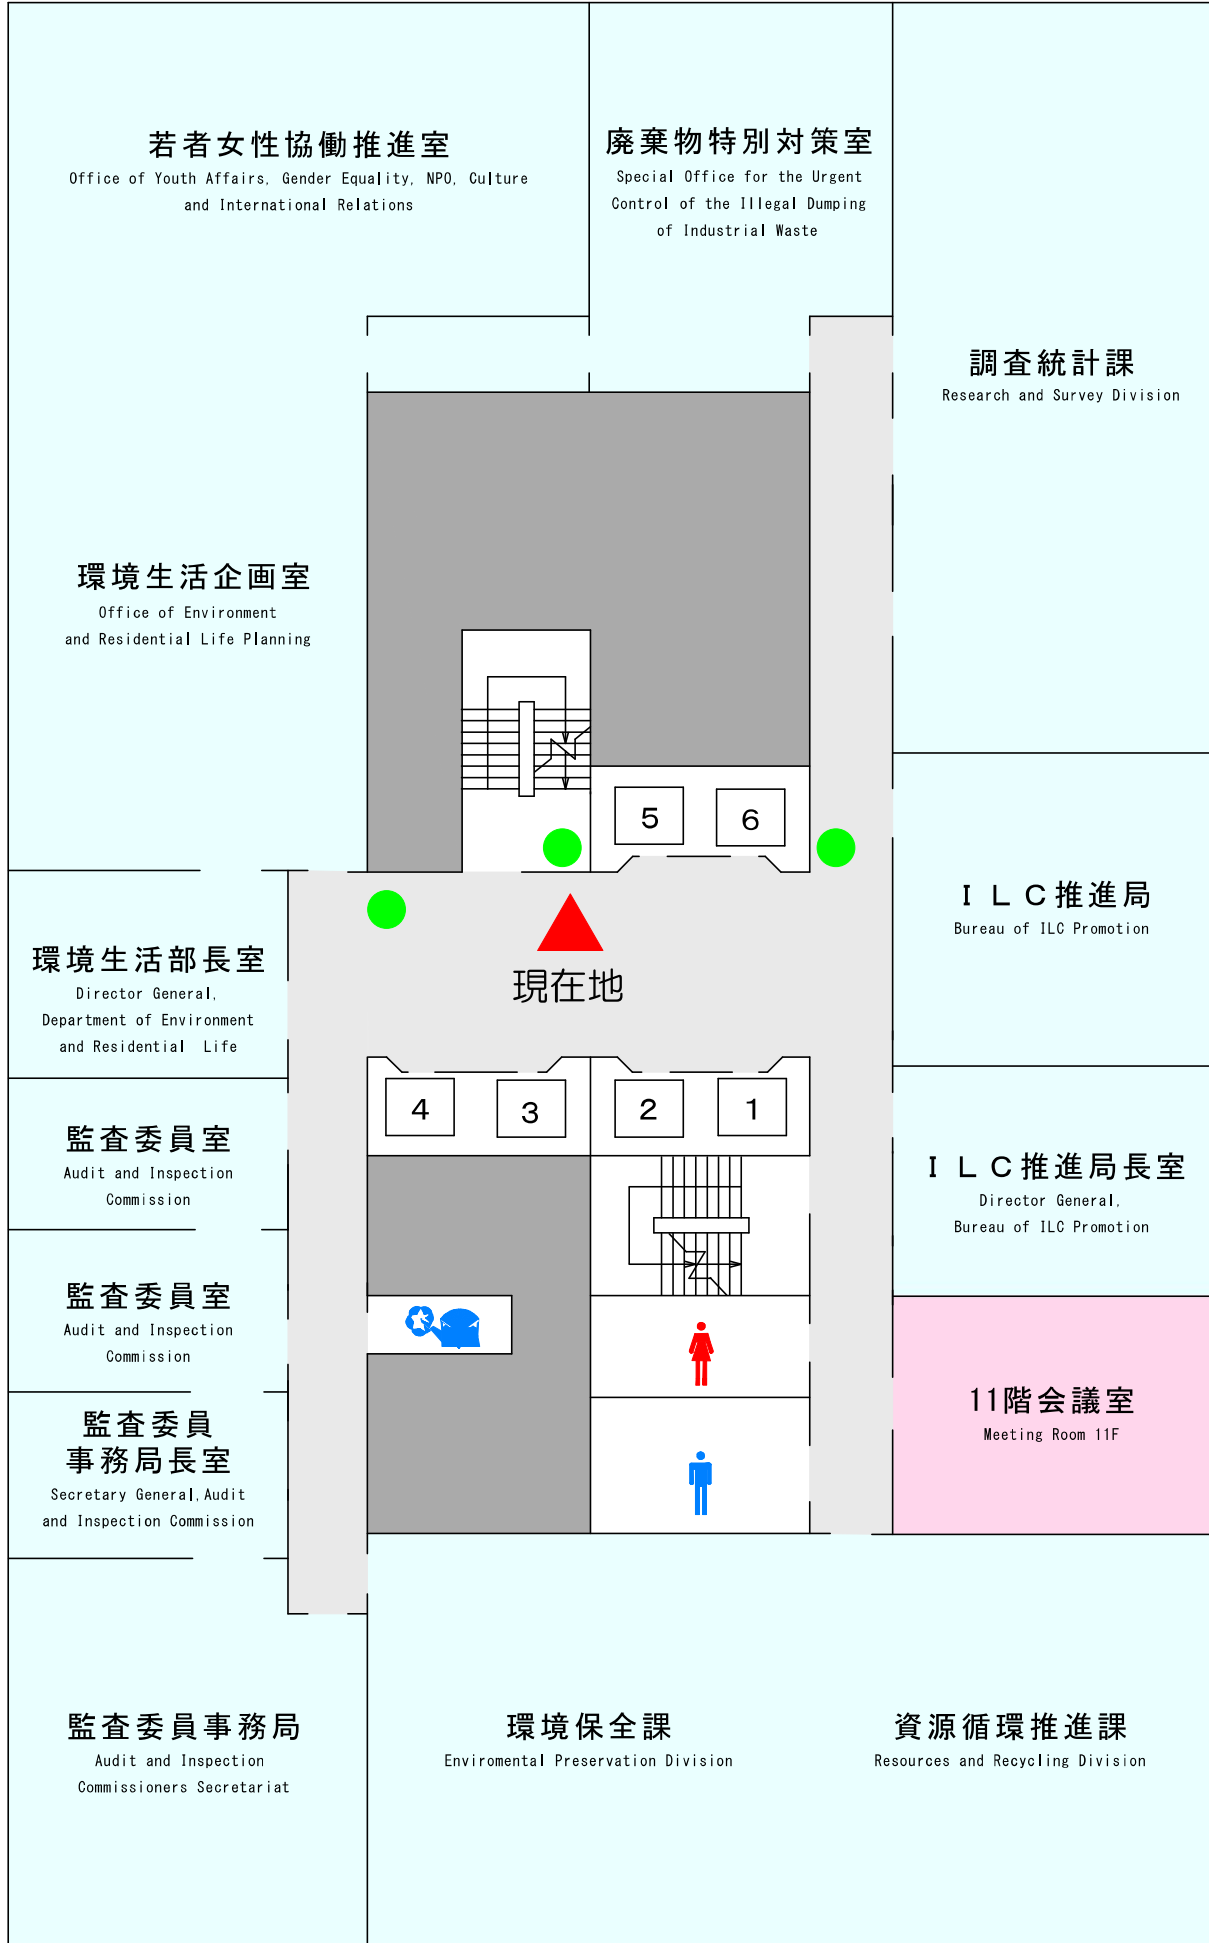 若者女性協働推進室
Office of Youth Affairs, Gender Equality, NPO, Culture
and International Relations
廃棄物特別対策室
Special Office for the Urgent
Control of the Illegal Dumping
of Industrial Waste
調査統計課
Research and Survey Division
環境生活企画室
Office of Environment
and Residential Life Planning
5
6
ILC推進局
Bureau of ILC Promotion
環境生活部長室
Director General,
Department of Environment
and Residential Life
現在地
4
3
2
1
監査委員室
Audit and Inspection
Commission
ILC推進局長室
Director General,
Bureau of ILC Promotion
監査委員室
Audit and Inspection
Commission
11階会議室
Meeting Room 11F
監査委員
事務局長室
Secretary General, Audit
and Inspection Commission
監査委員事務局
Audit and Inspection
Commissioners Secretariat
環境保全課
Enviromental Preservation Division
資源循環推進課
Resources and Recycling Division